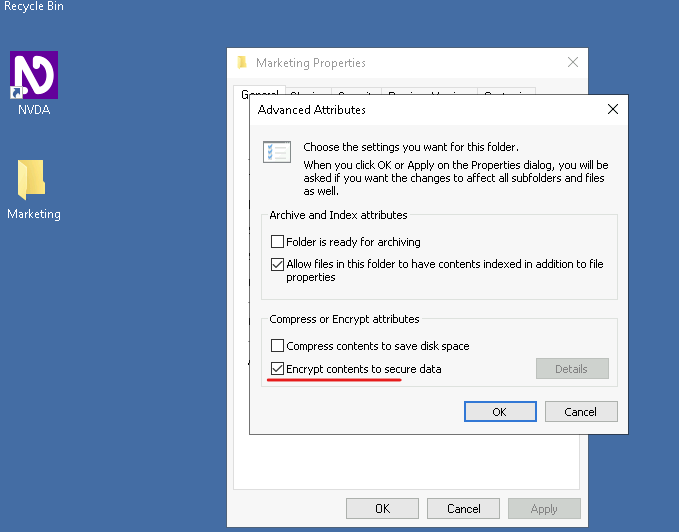 Recycle Bin
NVDA
Marketing
Marketing Properties
General
Advanced Attributes
Choose the settings you want for this folder.
When you click OK or Apply on the Properties dialog, you will be
asked if you want the changes to affect all subfolders and files
as well.
Archive and Index attributes
Folder is ready for archiving
Allow files in this folder to have contents indexed in addition to file
properties
Compress or Encrypt attributes
Compress contents to save disk space
Encrypt contents to secure data
Details
OK
Cancel
OK
Cancel
Apply